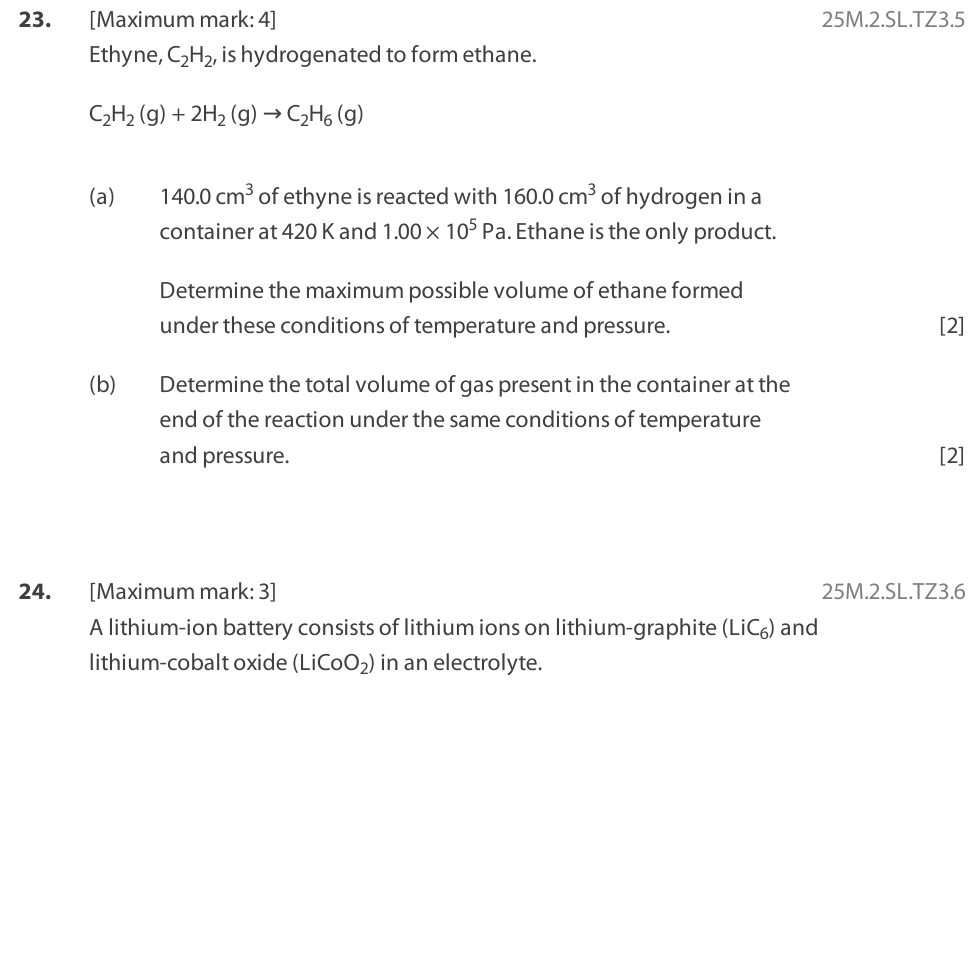 23. [Maximum mark: 4] 25M.2.SL.TZ3.5
Ethyne, C₂H₂, is hydrogenated to form ethane.
C₂H₂ (g) + 2H₂ (g) → C₂H₆ (g)
(a) 140.0 cm³ of ethyne is reacted with 160.0 cm³ of hydrogen in a
container at 420 K and 1.00 × 10⁵ Pa. Ethane is the only product.
Determine the maximum possible volume of ethane formed
under these conditions of temperature and pressure. [2]
(b) Determine the total volume of gas present in the container at the
end of the reaction under the same conditions of temperature
and pressure. [2]
24. [Maximum mark: 3] 25M.2.SL.TZ3.6
A lithium-ion battery consists of lithium ions on lithium-graphite (LiC₆) and
lithium-cobalt oxide (LiCoO₂) in an electrolyte.